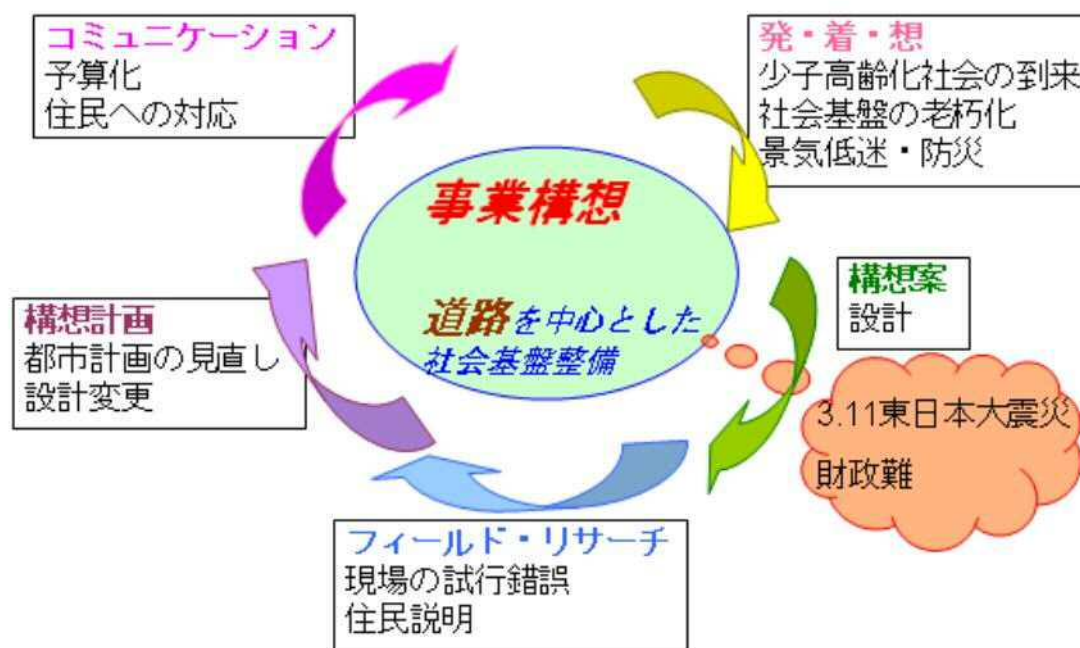 コミュニケーション
予算化
住民への対応
発・着・想
少子高齢化社会の到来
社会基盤の老朽化
景気低迷・防災
事業構想
道路を中心とした
社会基盤整備
構想案
設計
3.11東日本大震災
財政難
構想計画
都市計画の見直し
設計変更
フィールド・リサーチ
現場の試行錯誤
住民説明